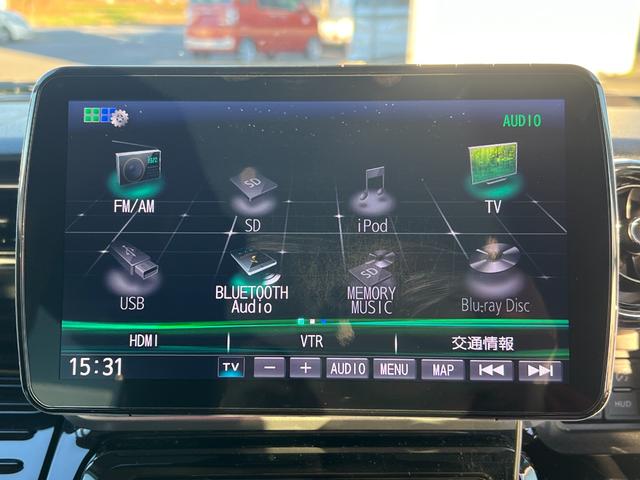 AUDIO
FM/AM
SD
iPod
TV
USB
BLUETOOTH
Audio
MEMORY
MUSIC
Blu-ray Disc
HDMI
VTR
交通情報
15:31
TV
−
+
AUDIO
MENU
MAP
HUD